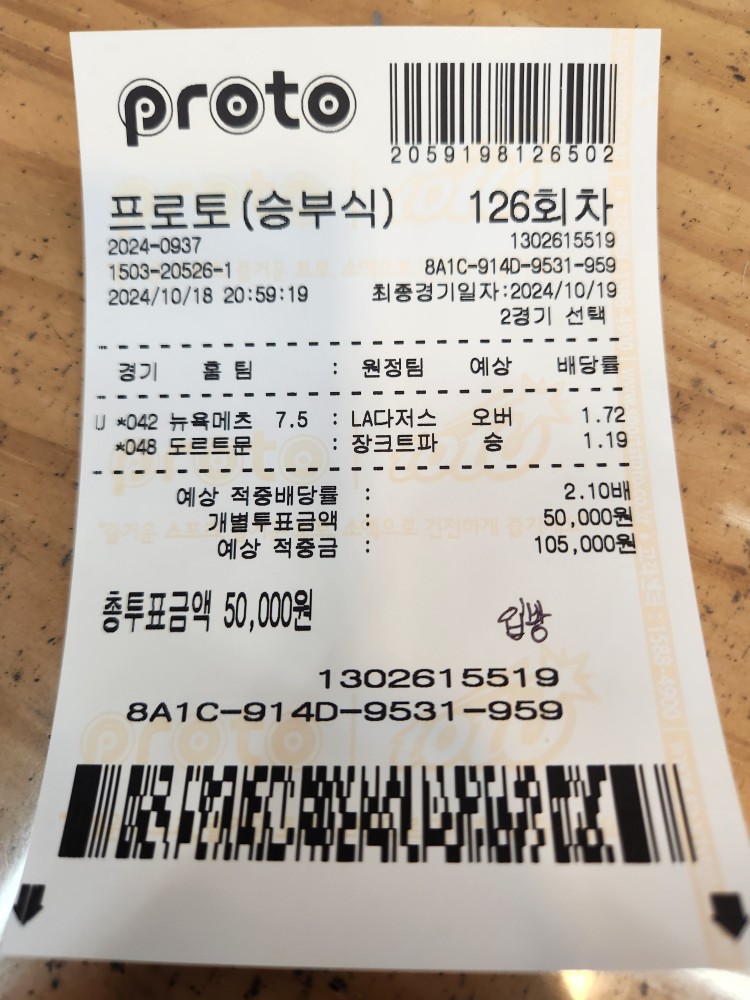 proto
2059198126502
프로토(승부식) 126회차
2024-0937 1302615519
1503-20526-1 8A1C-914D-9531-959
2024/10/18 20:59:19 최종경기일자:2024/10/19
2경기 선택
경기 홈 팀 : 원정팀 예상 배당률
U *042 뉴욕메츠 7.5 : LA다저스 오버 1.72
*048 도르트문 : 장크트파 승 1.19
예상 적중배당률 : 2.10배
개별투표금액 : 50,000원
예상 적중금 : 105,000원
총투표금액 50,000원
입방
1302615519
8A1C-914D-9531-959